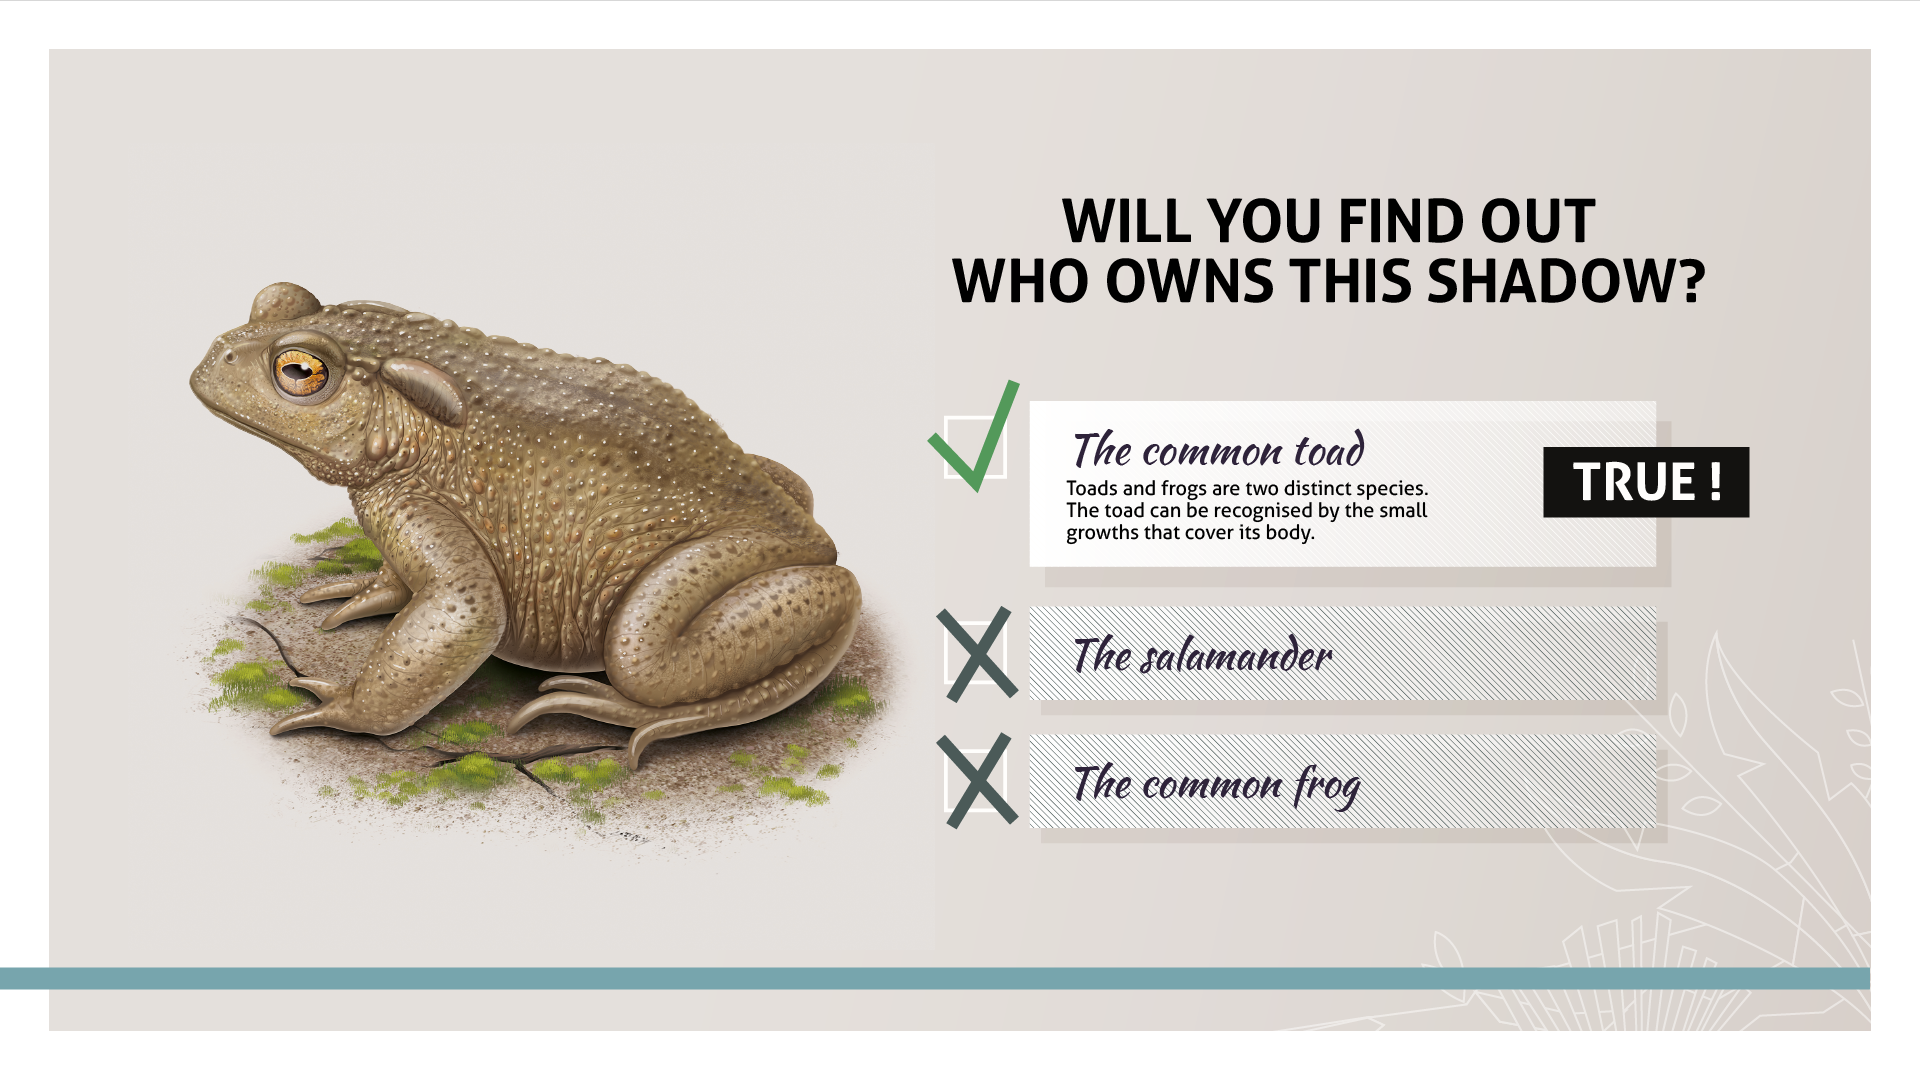 WILL YOU FIND OUT
WHO OWNS THIS SHADOW?
The common toad
Toads and frogs are two distinct species.
The toad can be recognised by the small
growths that cover its body.
TRUE !
The salamander
The common frog